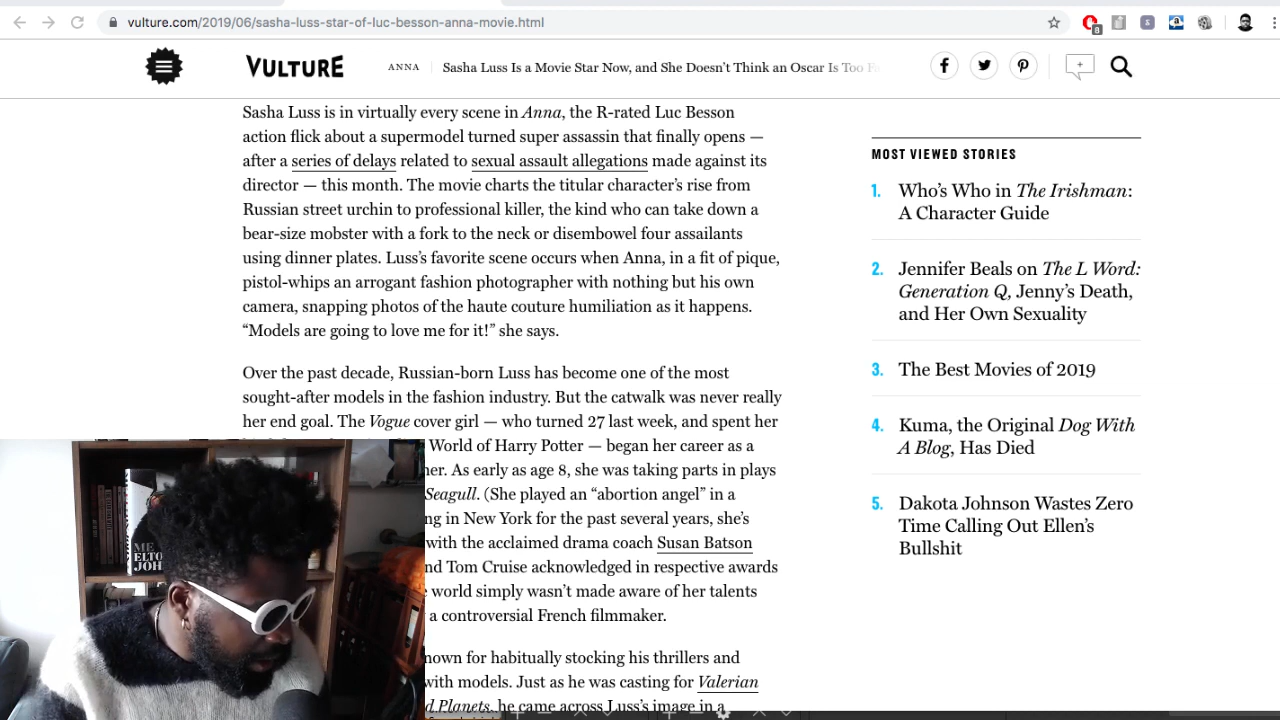 vulture.com/2019/06/sasha-luss-star-of-luc-besson-anna-movie.html
8
VULTURE
ANNA
Sasha Luss Is a Movie Star Now, and She Doesn't Think an Oscar Is Too
Sasha Luss is in virtually every scene in Anna, the R-rated Luc Besson
action flick about a supermodel turned super assassin that finally opens —
after a series of delays related to sexual assault allegations made against its
director — this month. The movie charts the titular character's rise from
Russian street urchin to professional killer, the kind who can take down a
bear-size mobster with a fork to the neck or disembowel four assailants
using dinner plates. Luss's favorite scene occurs when Anna, in a fit of pique,
pistol-whips an arrogant fashion photographer with nothing but his own
camera, snapping photos of the haute couture humiliation as it happens.
“Models are going to love me for it!” she says.
Over the past decade, Russian-born Luss has become one of the most
sought-after models in the fashion industry. But the catwalk was never really
her end goal. The Vogue cover girl — who turned 27 last week, and spent her
World of Harry Potter — began her career as a
her. As early as age 8, she was taking parts in plays
Seagull. (She played an “abortion angel” in a
ng in New York for the past several years, she's
with the acclaimed drama coach Susan Batson
nd Tom Cruise acknowledged in respective awards
world simply wasn't made aware of her talents
a controversial French filmmaker.
nown for habitually stocking his thrillers and
with models. Just as he was casting for Valerian
d Planets, he came across Luss's image in a
MOST VIEWED STORIES
1. Who's Who in The Irishman:
A Character Guide
2. Jennifer Beals on The L Word:
Generation Q, Jenny's Death,
and Her Own Sexuality
3. The Best Movies of 2019
4. Kuma, the Original Dog With
A Blog, Has Died
5. Dakota Johnson Wastes Zero
Time Calling Out Ellen's
Bullshit
ME
ELTO
JOH